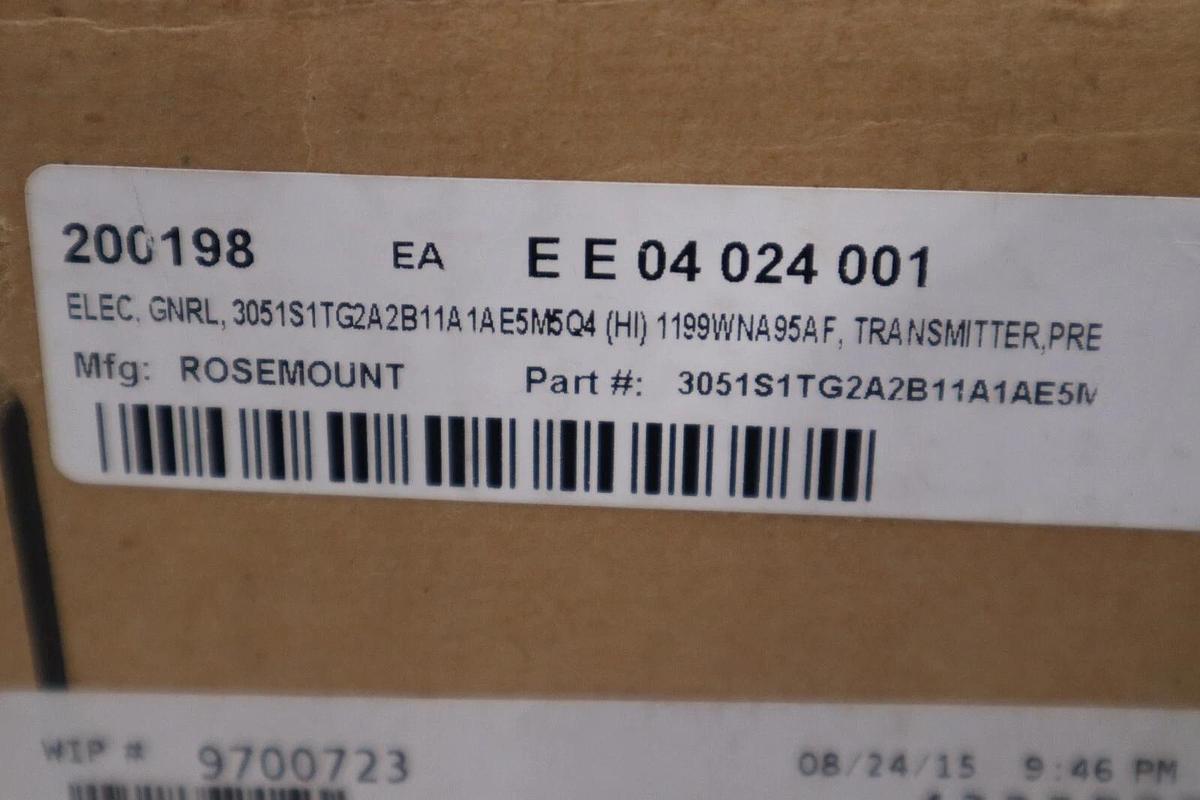 200198 EA E E 04 024 001
ELEC, GNRL, 3051S1TG2A2B11A1AE5M5Q4 (HI) 1199WNA95AF, TRANSMITTER,PRE
Mfg: ROSEMOUNT Part #: 3051S1TG2A2B11A1AE5M
WIP # 9700723 08/24/15 9:46 PM